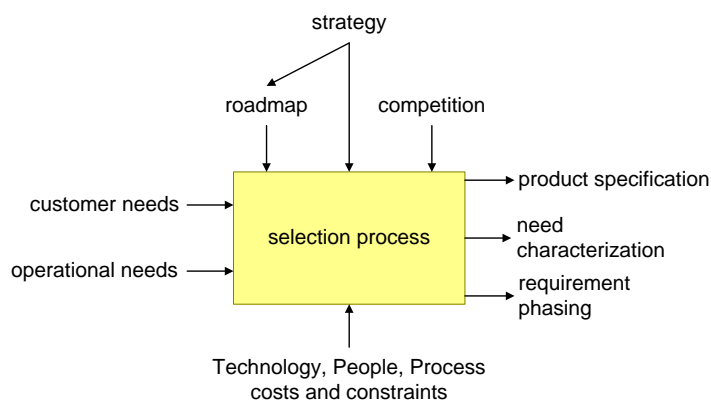 strategy
roadmap
competition
customer needs
operational needs
selection process
product specification
need
characterization
requirement
phasing
Technology, People, Process
costs and constraints